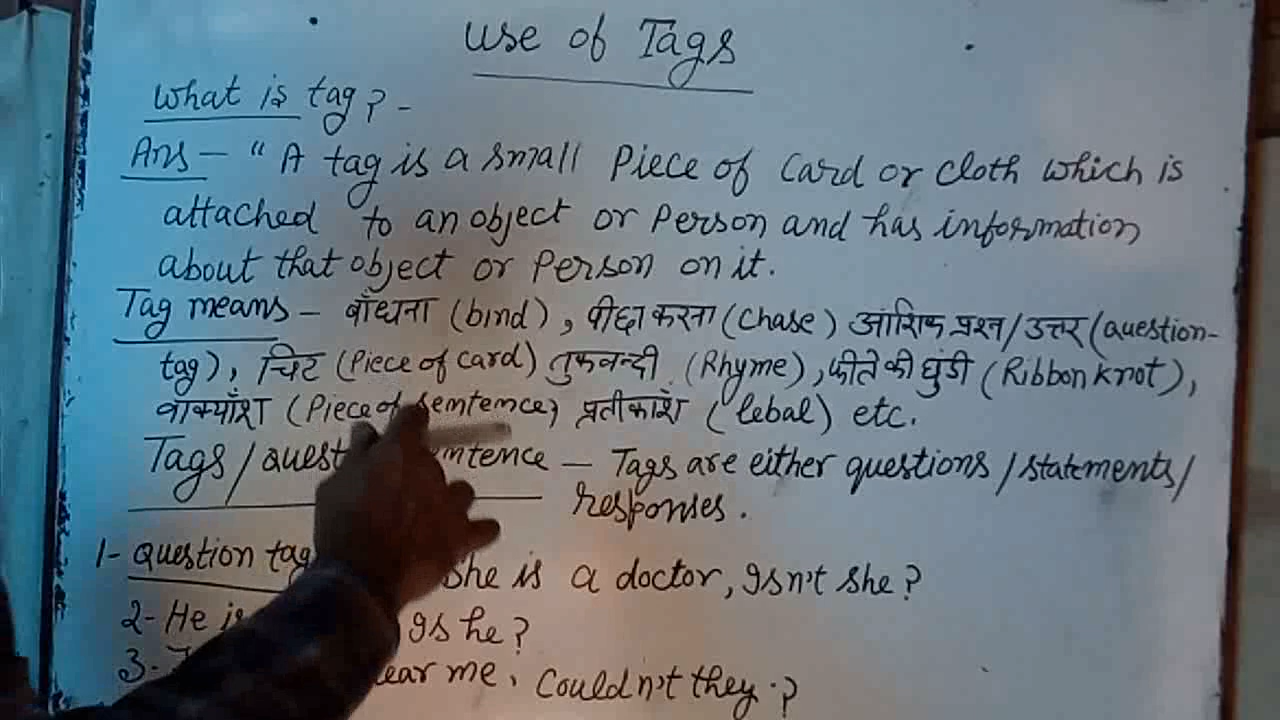 Use of Tags
What is tag? -
Ans - " A tag is a small Piece of Card or Cloth which is
attached to an object or Person and has information
about that object or Person on it.
Tag means - बाँधना (bind), पीछा करना (Chase) आंशिक प्रश्न/उत्तर (question-
tag), चिट (Piece of Card) तुकबन्दी (Rhyme), फीते की घुंडी (Ribbon Knot),
वाक्याँश (Piece of Sentence) प्रतीकांश (lebal) etc.
Tags / Sentence - Tags are either questions / statements /
responses.
1- Question tag She is a doctor, Isn't she?
2- He is Is he?
3- me, Couldn't they ?